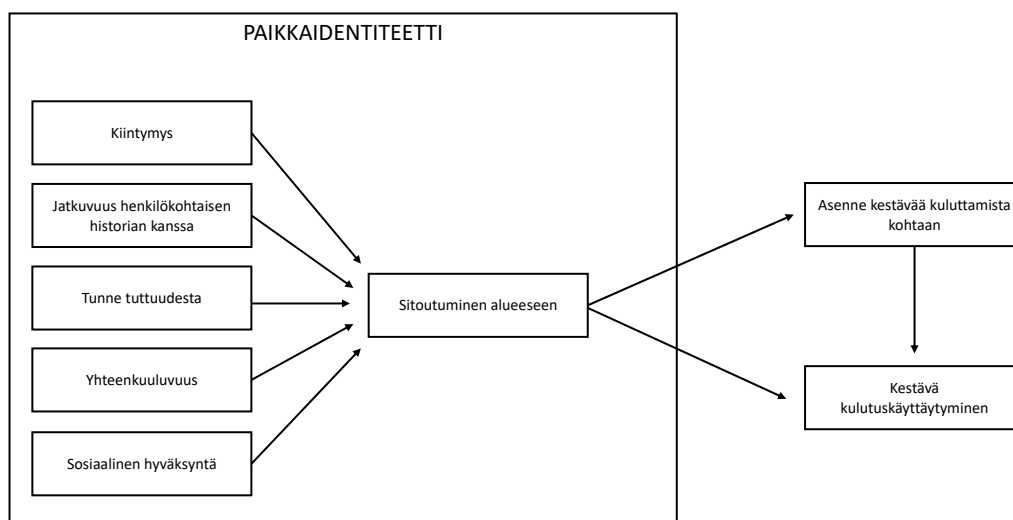 PAIKKAIDENTITEETTI
Kiintymys
Jatkuvuus henkilökohtaisen
historian kanssa
Tunne tuttuudesta
Yhteenkuuluvuus
Sosiaalinen hyväksyntä
Sitoutuminen alueeseen
Asenne kestävää kuluttamista
kohtaan
Kestävä
kulutuskäyttäytyminen